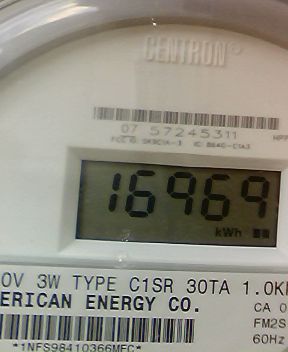 CENTRON®
07 57245311
16969
kWh
0V 3W TYPE C1SR 30TA 1.0K
ERICAN ENERGY CO.
CA 0
FM2S
60Hz
*1NFS98410366MEC*